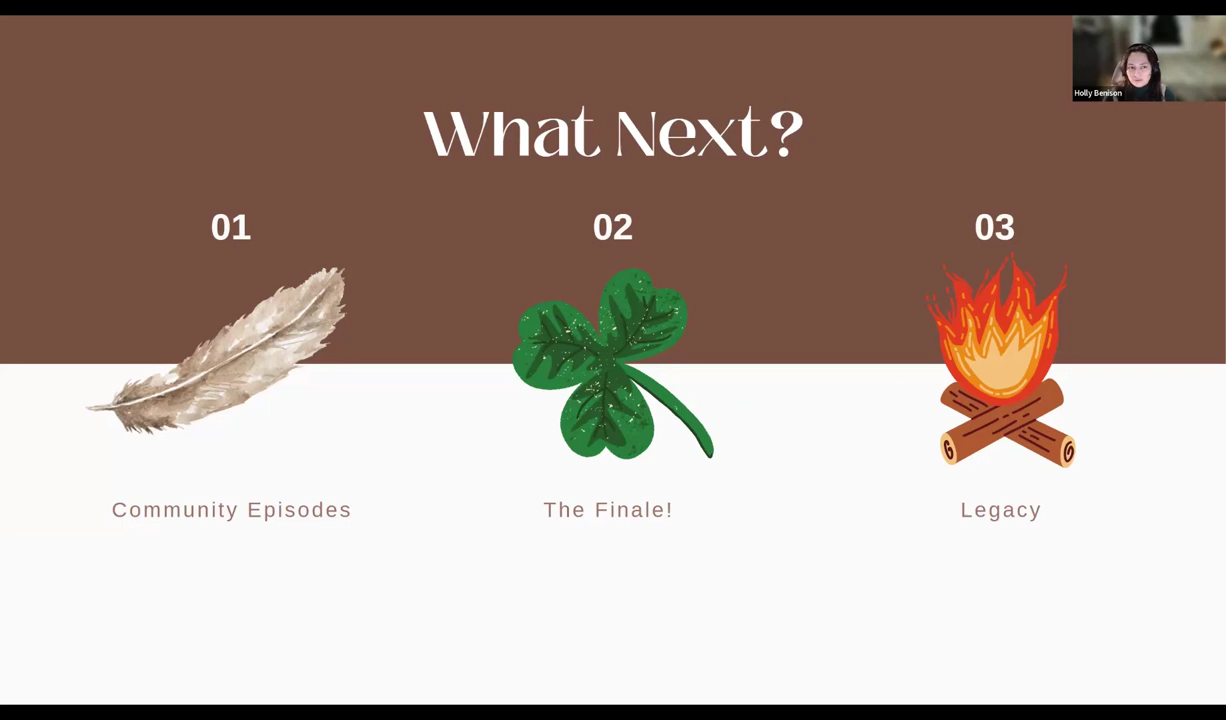 Holly Benison
What Next?
01
02
03
Community Episodes
The Finale!
Legacy